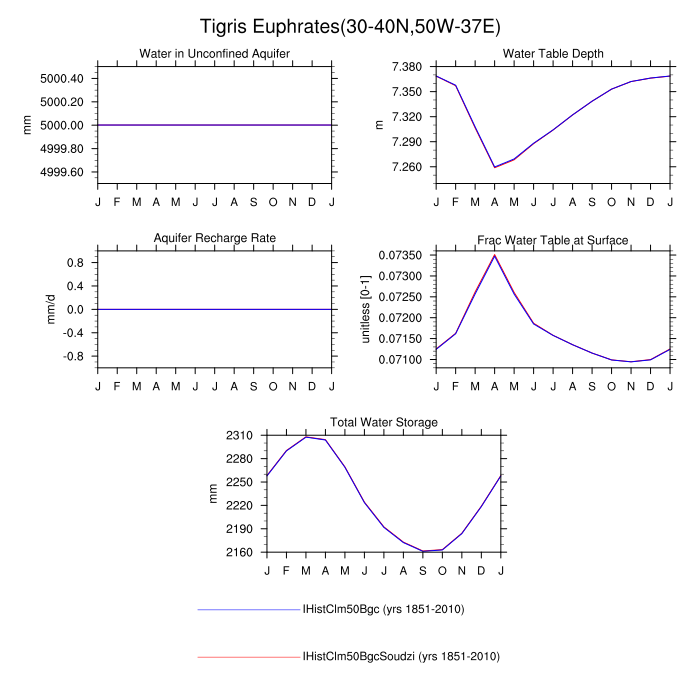 Tigris Euphrates(30-40N,50W-37E)
Water in Unconfined Aquifer
mm
5000.40
5000.20
5000.00
4999.80
4999.60
J F M A M J J A S O N D J
Water Table Depth
m
7.380
7.350
7.320
7.290
7.260
J F M A M J J A S O N D J
Aquifer Recharge Rate
mm/d
0.8
0.4
0.0
-0.4
-0.8
J F M A M J J A S O N D J
Frac Water Table at Surface
unitless [0-1]
0.07350
0.07300
0.07250
0.07200
0.07150
0.07100
J F M A M J J A S O N D J
Total Water Storage
mm
2310
2280
2250
2220
2190
2160
J F M A M J J A S O N D J
IHistClm50Bgc (yrs 1851-2010)
IHistClm50BgcSoudzi (yrs 1851-2010)